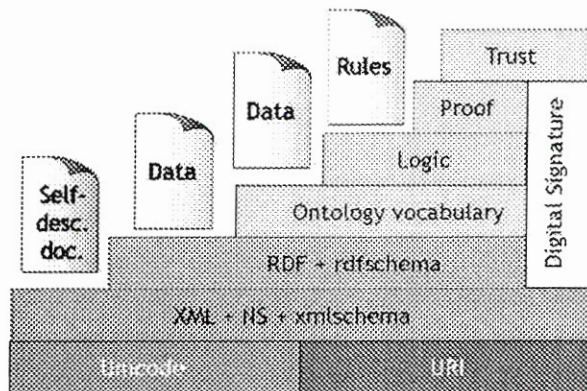 Trust
Rules
Proof
Data
Logic
Data
Digital Signature
Self-
desc.
doc.
Ontology vocabulary
RDF + rdfschema
XML + NS + xmlschema
Unicode
URI